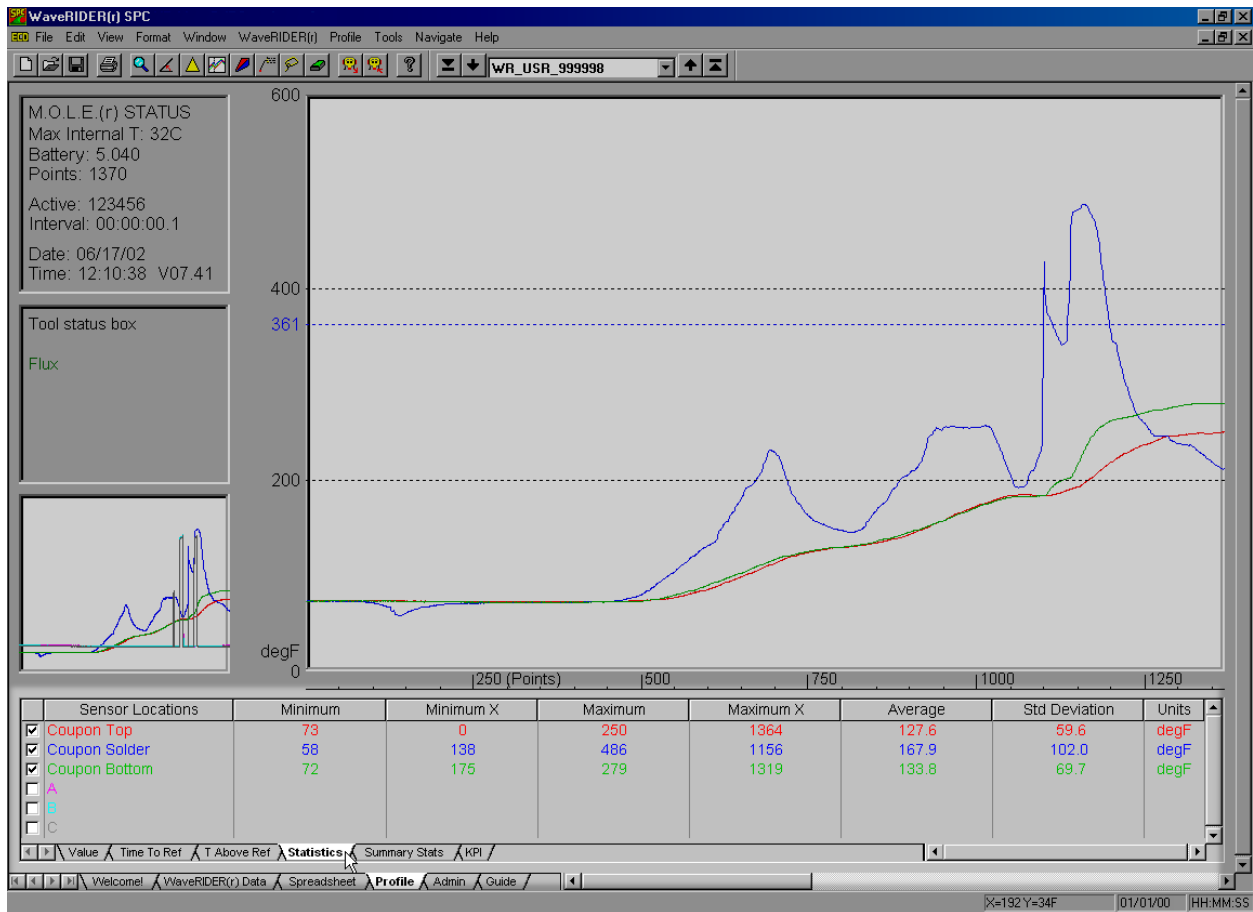 WaveRIDER(r) SPC
File Edit View Format Window WaveRIDER(r) Profile Tools Navigate Help
WR_USR_999998
M.O.L.E.(r) STATUS
Max Internal T: 32C
Battery: 5.040
Points: 1370
Active: 123456
Interval: 00:00:00.1
Date: 06/17/02
Time: 12:10:38 V07.41
Tool status box
Flux
600
400
361
200
degF
0
250 (Points) 500 750 1000 1250
Sensor Locations Minimum Minimum X Maximum Maximum X Average Std Deviation Units
Coupon Top 73 0 250 1364 127.6 59.6 degF
Coupon Solder 58 138 486 1156 167.9 102.0 degF
Coupon Bottom 72 175 279 1319 133.8 69.7 degF
A
B
C
Value Time To Ref T Above Ref Statistics Summary Stats KPI
Welcome! WaveRIDER(r) Data Spreadsheet Profile Admin Guide
X=192 Y=34F 01/01/00 HH:MM:SS